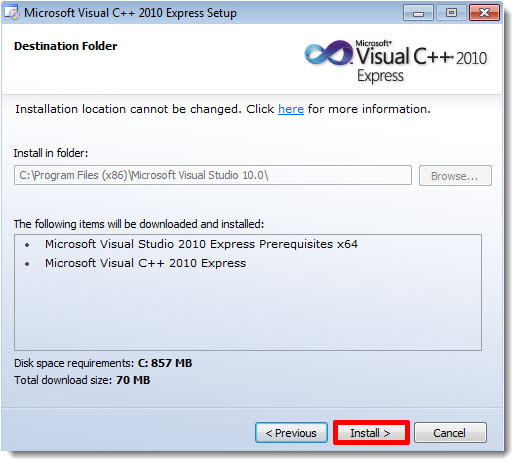 Microsoft Visual C++ 2010 Express Setup
Destination Folder
Microsoft®
Visual C++ 2010
Express
Installation location cannot be changed. Click here for more information.
Install in folder:
C:\Program Files (x86)\Microsoft Visual Studio 10.0\
Browse...
The following items will be downloaded and installed:
• Microsoft Visual Studio 2010 Express Prerequisites x64
• Microsoft Visual C++ 2010 Express
Disk space requirements: C: 857 MB
Total download size: 70 MB
< Previous
Install >
Cancel